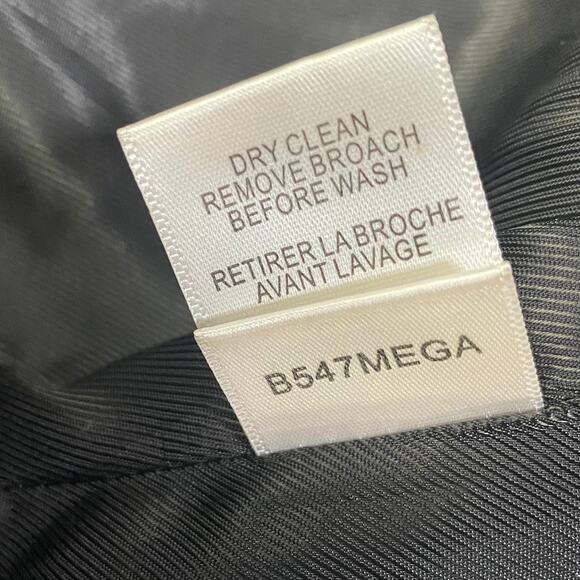 DRY CLEAN
REMOVE BROACH
BEFORE WASH
RETIRER LA BROCHE
AVANT LAVAGE
B547MEGA